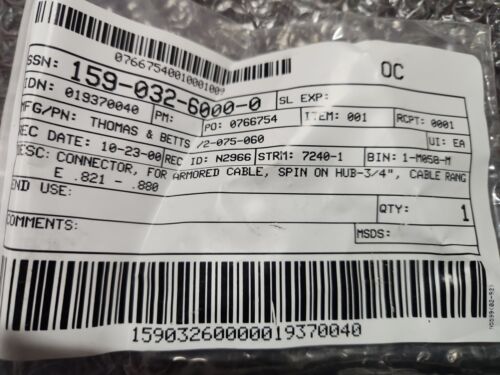 07667540010001009 OC
SSN: 159-032-6000-0 SL EXP:
IDN: 019370040 PM: PO: 0766754 ITEM: 001 RCPT: 0001
MFG/PN: THOMAS & BETTS /2-075-060 UI: EA
REC DATE: 10-23-00 REC ID: N2966 STRM: 7240-1 BIN: 1-M05B-M
DESC: CONNECTOR, FOR ARMORED CABLE, SPIN ON HUB-3/4", CABLE RANG
E .821 - .880
END USE: QTY: 1
COMMENTS: MSDS:
15903260000019370040